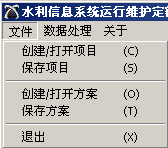 水利信息系统运行维护定额
文件 数据处理 关于
创建/打开项目 (C)
保存项目 (S)
创建/打开方案 (O)
保存方案 (T)
退出 (X)